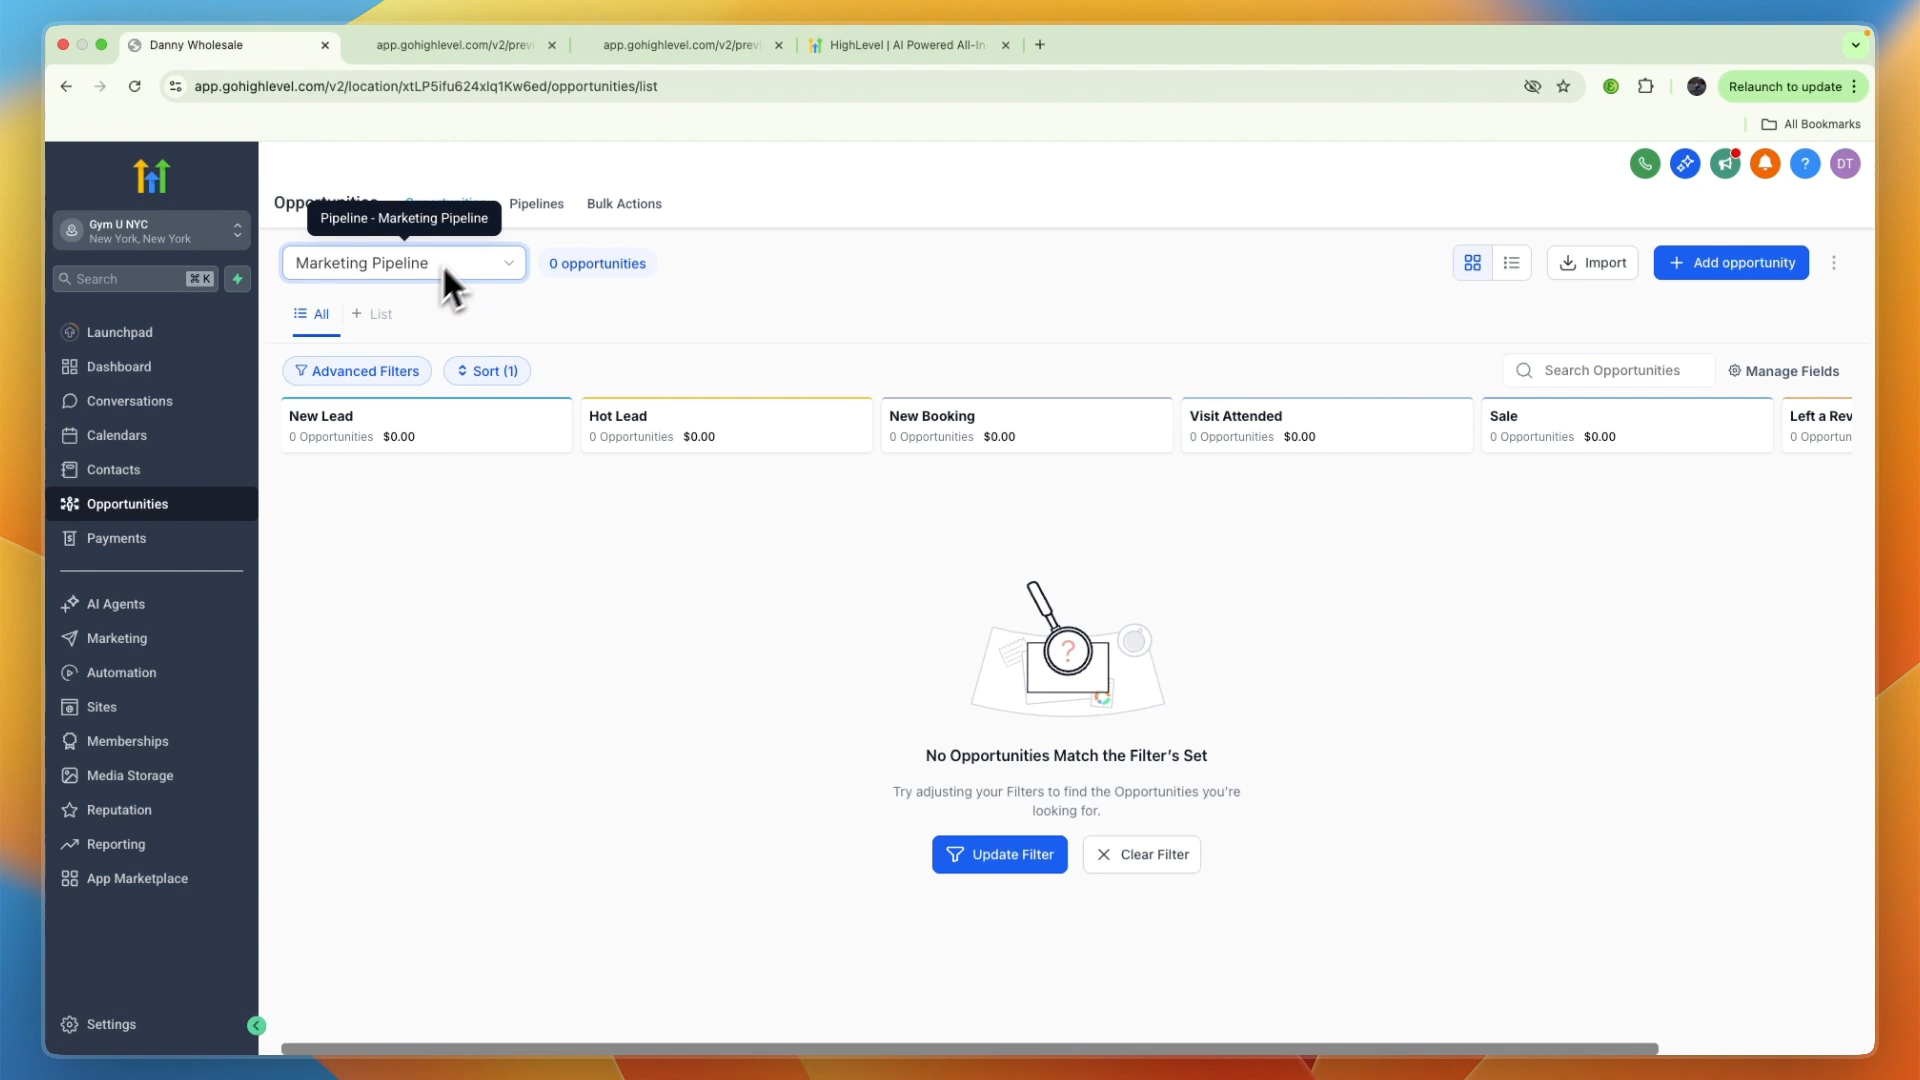 Danny Wholesale
app.gohighlevel.com/v2/previ
app.gohighlevel.com/v2/previ
HighLevel | AI Powered All-In
app.gohighlevel.com/v2/location/xtLP5ifu624xlq1Kw6ed/opportunities/list
Relaunch to update
All Bookmarks
Gym U NYC
New York, New York
Search
⌘ K
Launchpad
Dashboard
Conversations
Calendars
Contacts
Opportunities
Payments
AI Agents
Marketing
Automation
Sites
Memberships
Media Storage
Reputation
Reporting
App Marketplace
Settings
DT
Opportunities
Pipelines
Bulk Actions
Pipeline - Marketing Pipeline
Marketing Pipeline
0 opportunities
Import
+ Add opportunity
All
+ List
Advanced Filters
Sort (1)
Search Opportunities
Manage Fields
New Lead
0 Opportunities $0.00
Hot Lead
0 Opportunities $0.00
New Booking
0 Opportunities $0.00
Visit Attended
0 Opportunities $0.00
Sale
0 Opportunities $0.00
Left a Rev
0 Opportun
?
No Opportunities Match the Filter's Set
Try adjusting your Filters to find the Opportunities you're
looking for.
Update Filter
Clear Filter